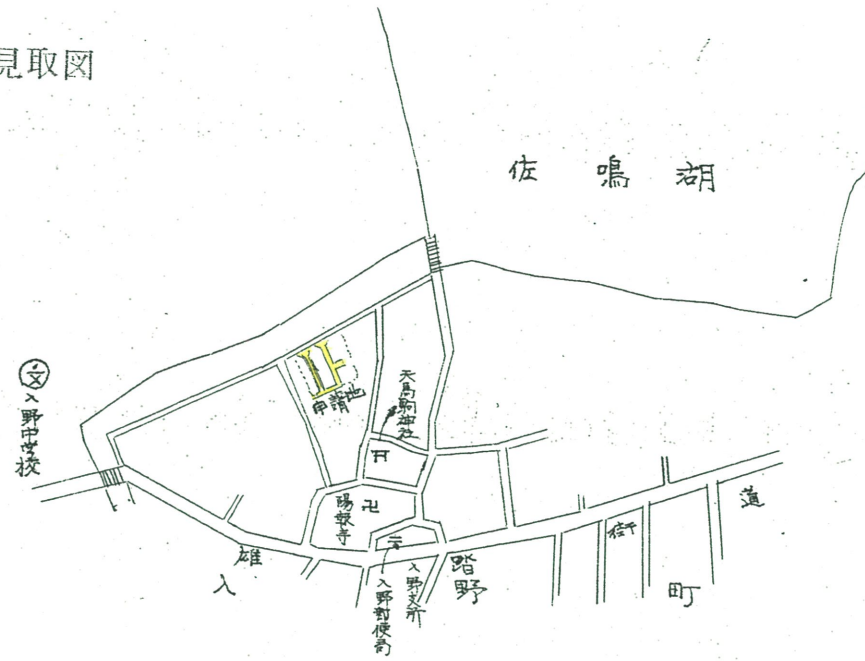 見取図
佐鳴湖
文
入野中学校
申請地
天馬駒神社
陽報寺
卍
雄踏街道
入野町
入野支所
入野郵便局